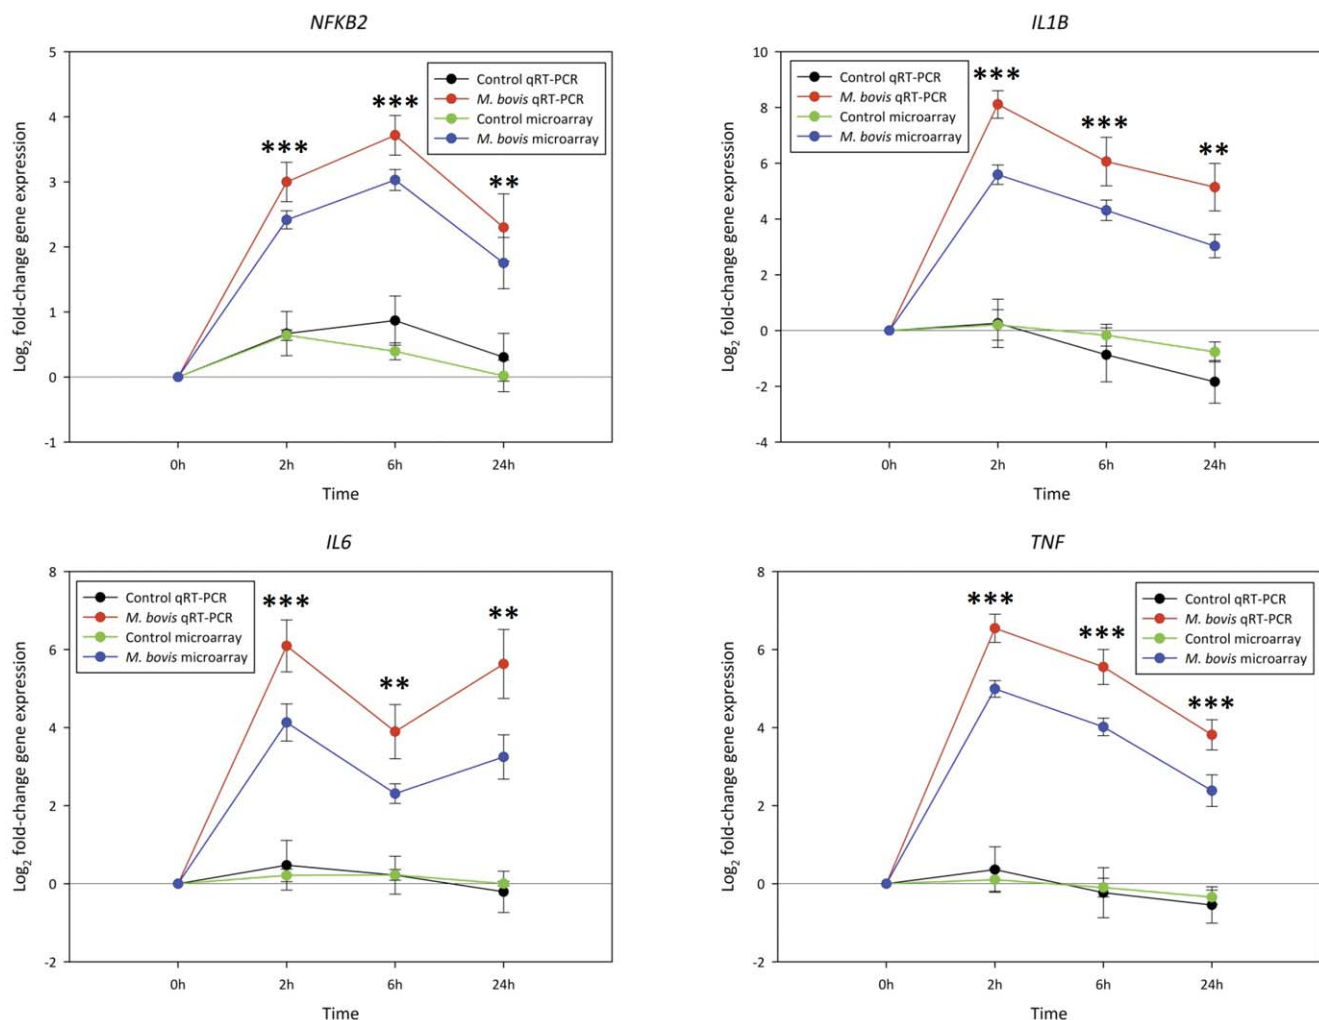 NFKB2
5
4
3
2
1
0
-1
Log2 fold-change gene expression
Control qRT-PCR
M. bovis qRT-PCR
Control microarray
M. bovis microarray
***
***
**
0h
2h
6h
24h
Time
IL1B
10
8
6
4
2
0
-2
-4
Log2 fold-change gene expression
Control qRT-PCR
M. bovis qRT-PCR
Control microarray
M. bovis microarray
***
***
**
0h
2h
6h
24h
Time
IL6
8
6
4
2
0
-2
Log2 fold-change gene expression
Control qRT-PCR
M. bovis qRT-PCR
Control microarray
M. bovis microarray
***
**
**
0h
2h
6h
24h
Time
TNF
8
6
4
2
0
-2
Log2 fold-change gene expression
Control qRT-PCR
M. bovis qRT-PCR
Control microarray
M. bovis microarray
***
***
***
0h
2h
6h
24h
Time